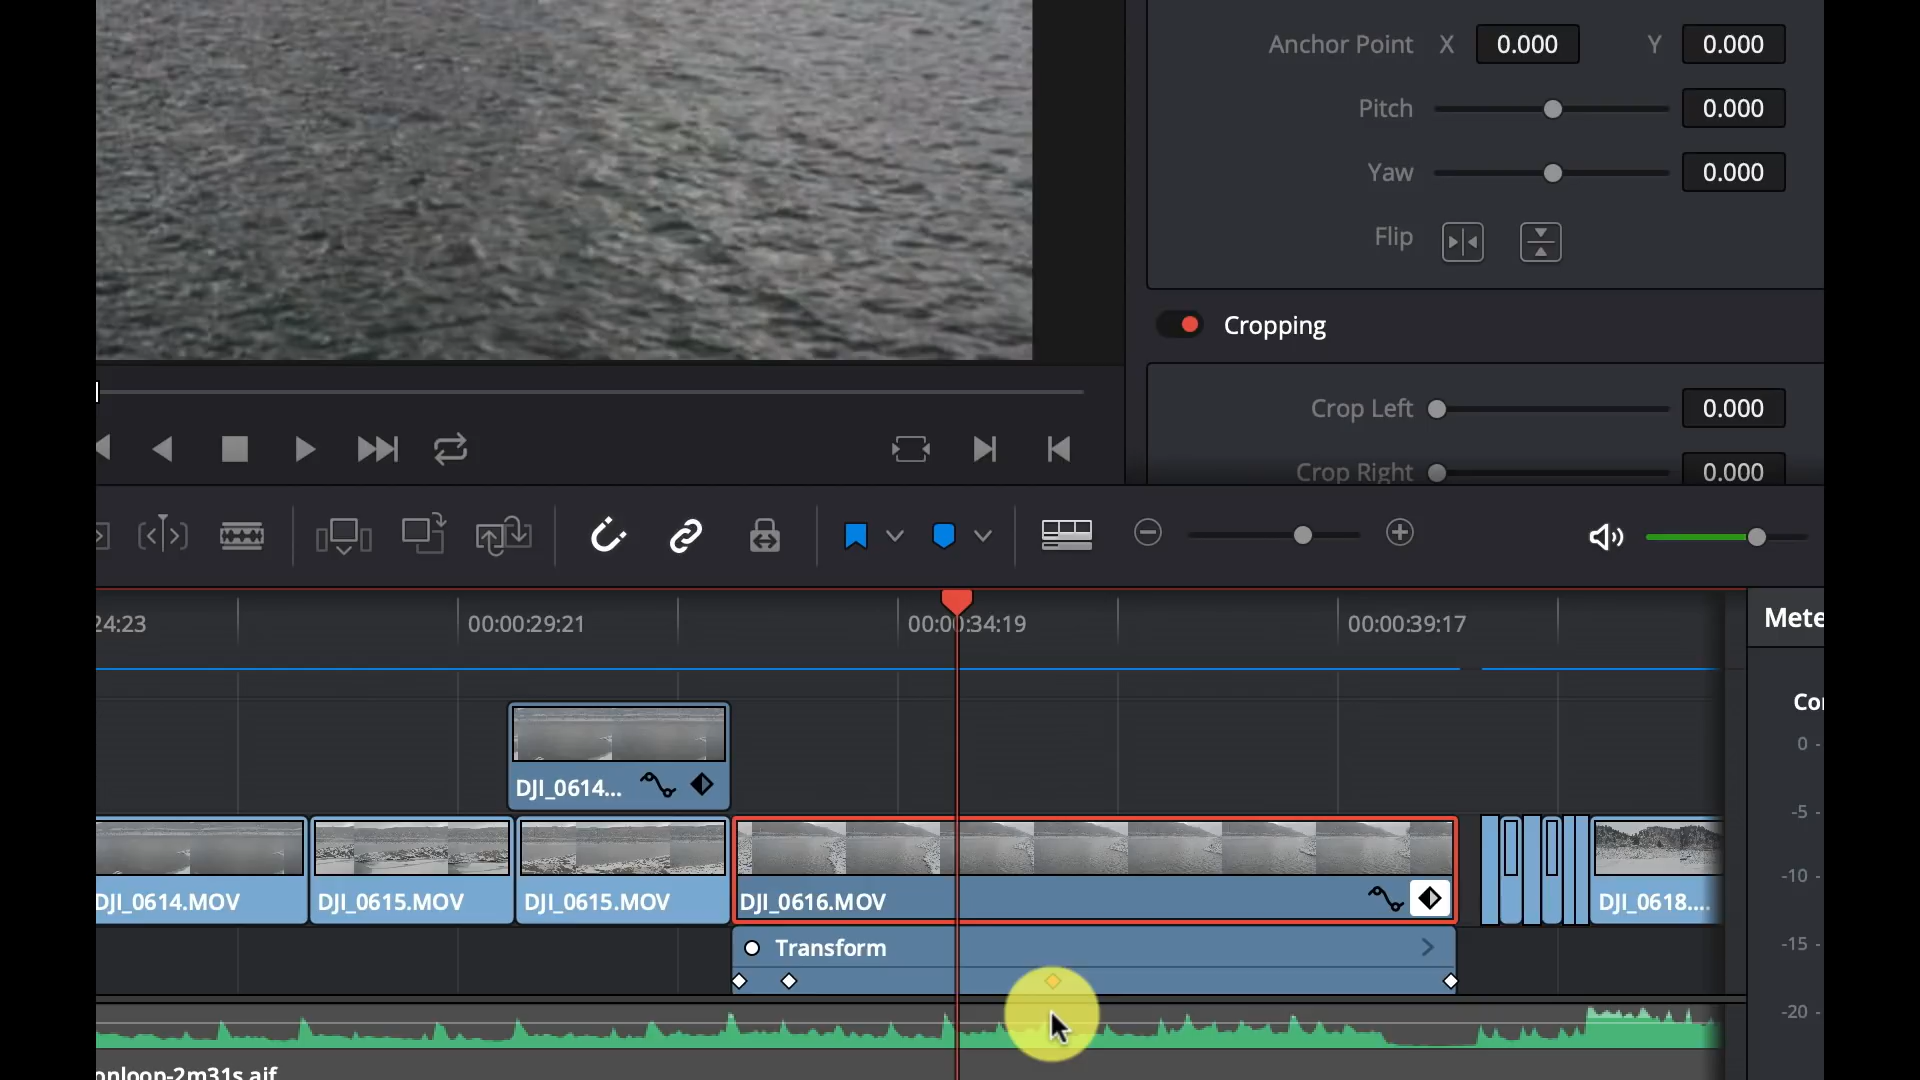 Anchor Point X 0.000 Y 0.000
Pitch 0.000
Yaw 0.000
Flip
Cropping
Crop Left 0.000
Crop Right 0.000
24:23 00:00:29:21 00:00:34:19 00:00:39:17
Mete
Co
0
-5
-10
-15
-20
DJI_0614...
DJI_0614.MOV DJI_0615.MOV DJI_0615.MOV DJI_0616.MOV DJI_0618....
Transform
onloop-2m31s.aif